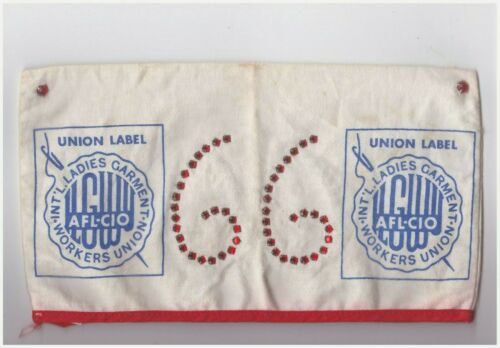 UNION LABEL
INT'L. LADIES GARMENT
ILGWU
AFL-CIO
WORKERS UNION
66
UNION LABEL
INT'L. LADIES GARMENT
ILGWU
AFL-CIO
WORKERS UNION